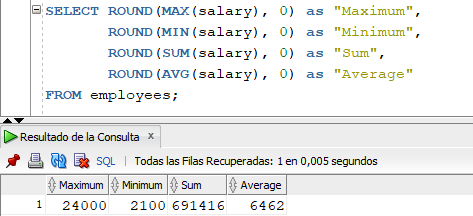 SELECT ROUND(MAX(salary), 0) as "Maximum",
ROUND(MIN(salary), 0) as "Minimum",
ROUND(SUM(salary), 0) as "Sum",
ROUND(AVG(salary), 0) as "Average"
FROM employees;
Resultado de la Consulta x
SQL | Todas las Filas Recuperadas: 1 en 0,005 segundos
Maximum Minimum Sum Average
1 24000 2100 691416 6462